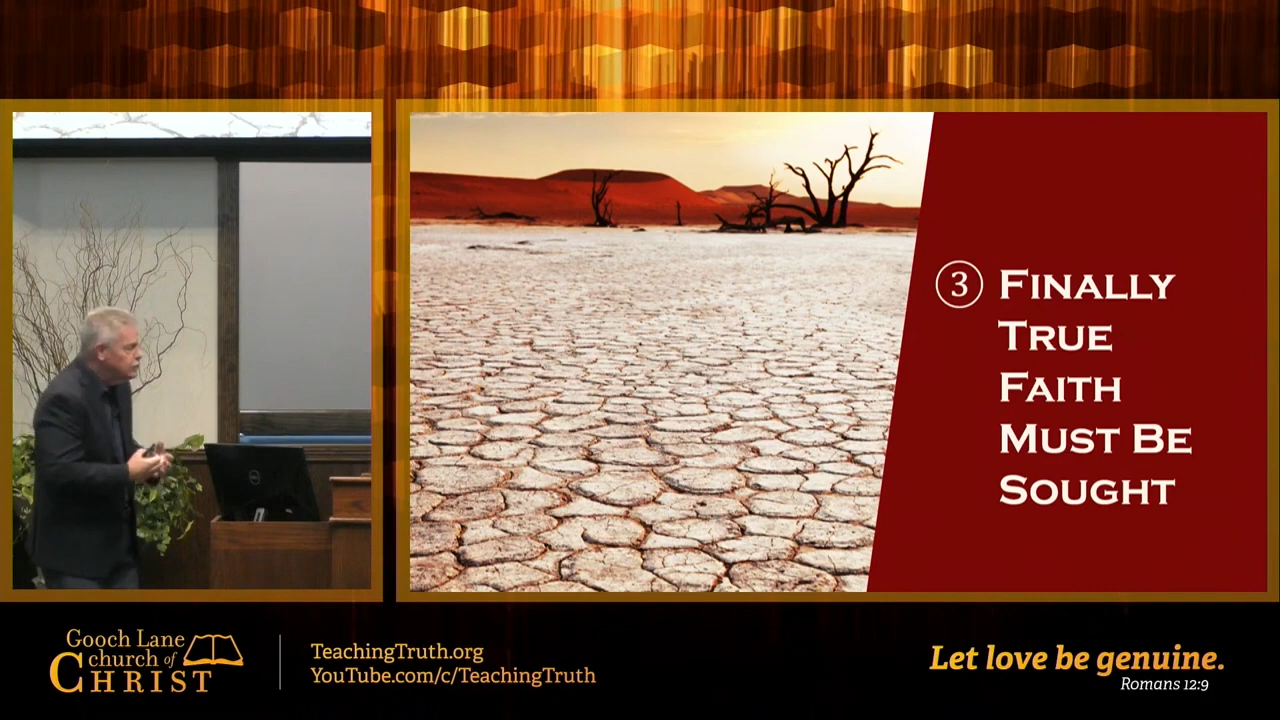 ③ FINALLY
TRUE
FAITH
MUST BE
SOUGHT
Gooch Lane
church of
CHRIST
TeachingTruth.org
YouTube.com/c/TeachingTruth
Let love be genuine.
Romans 12:9